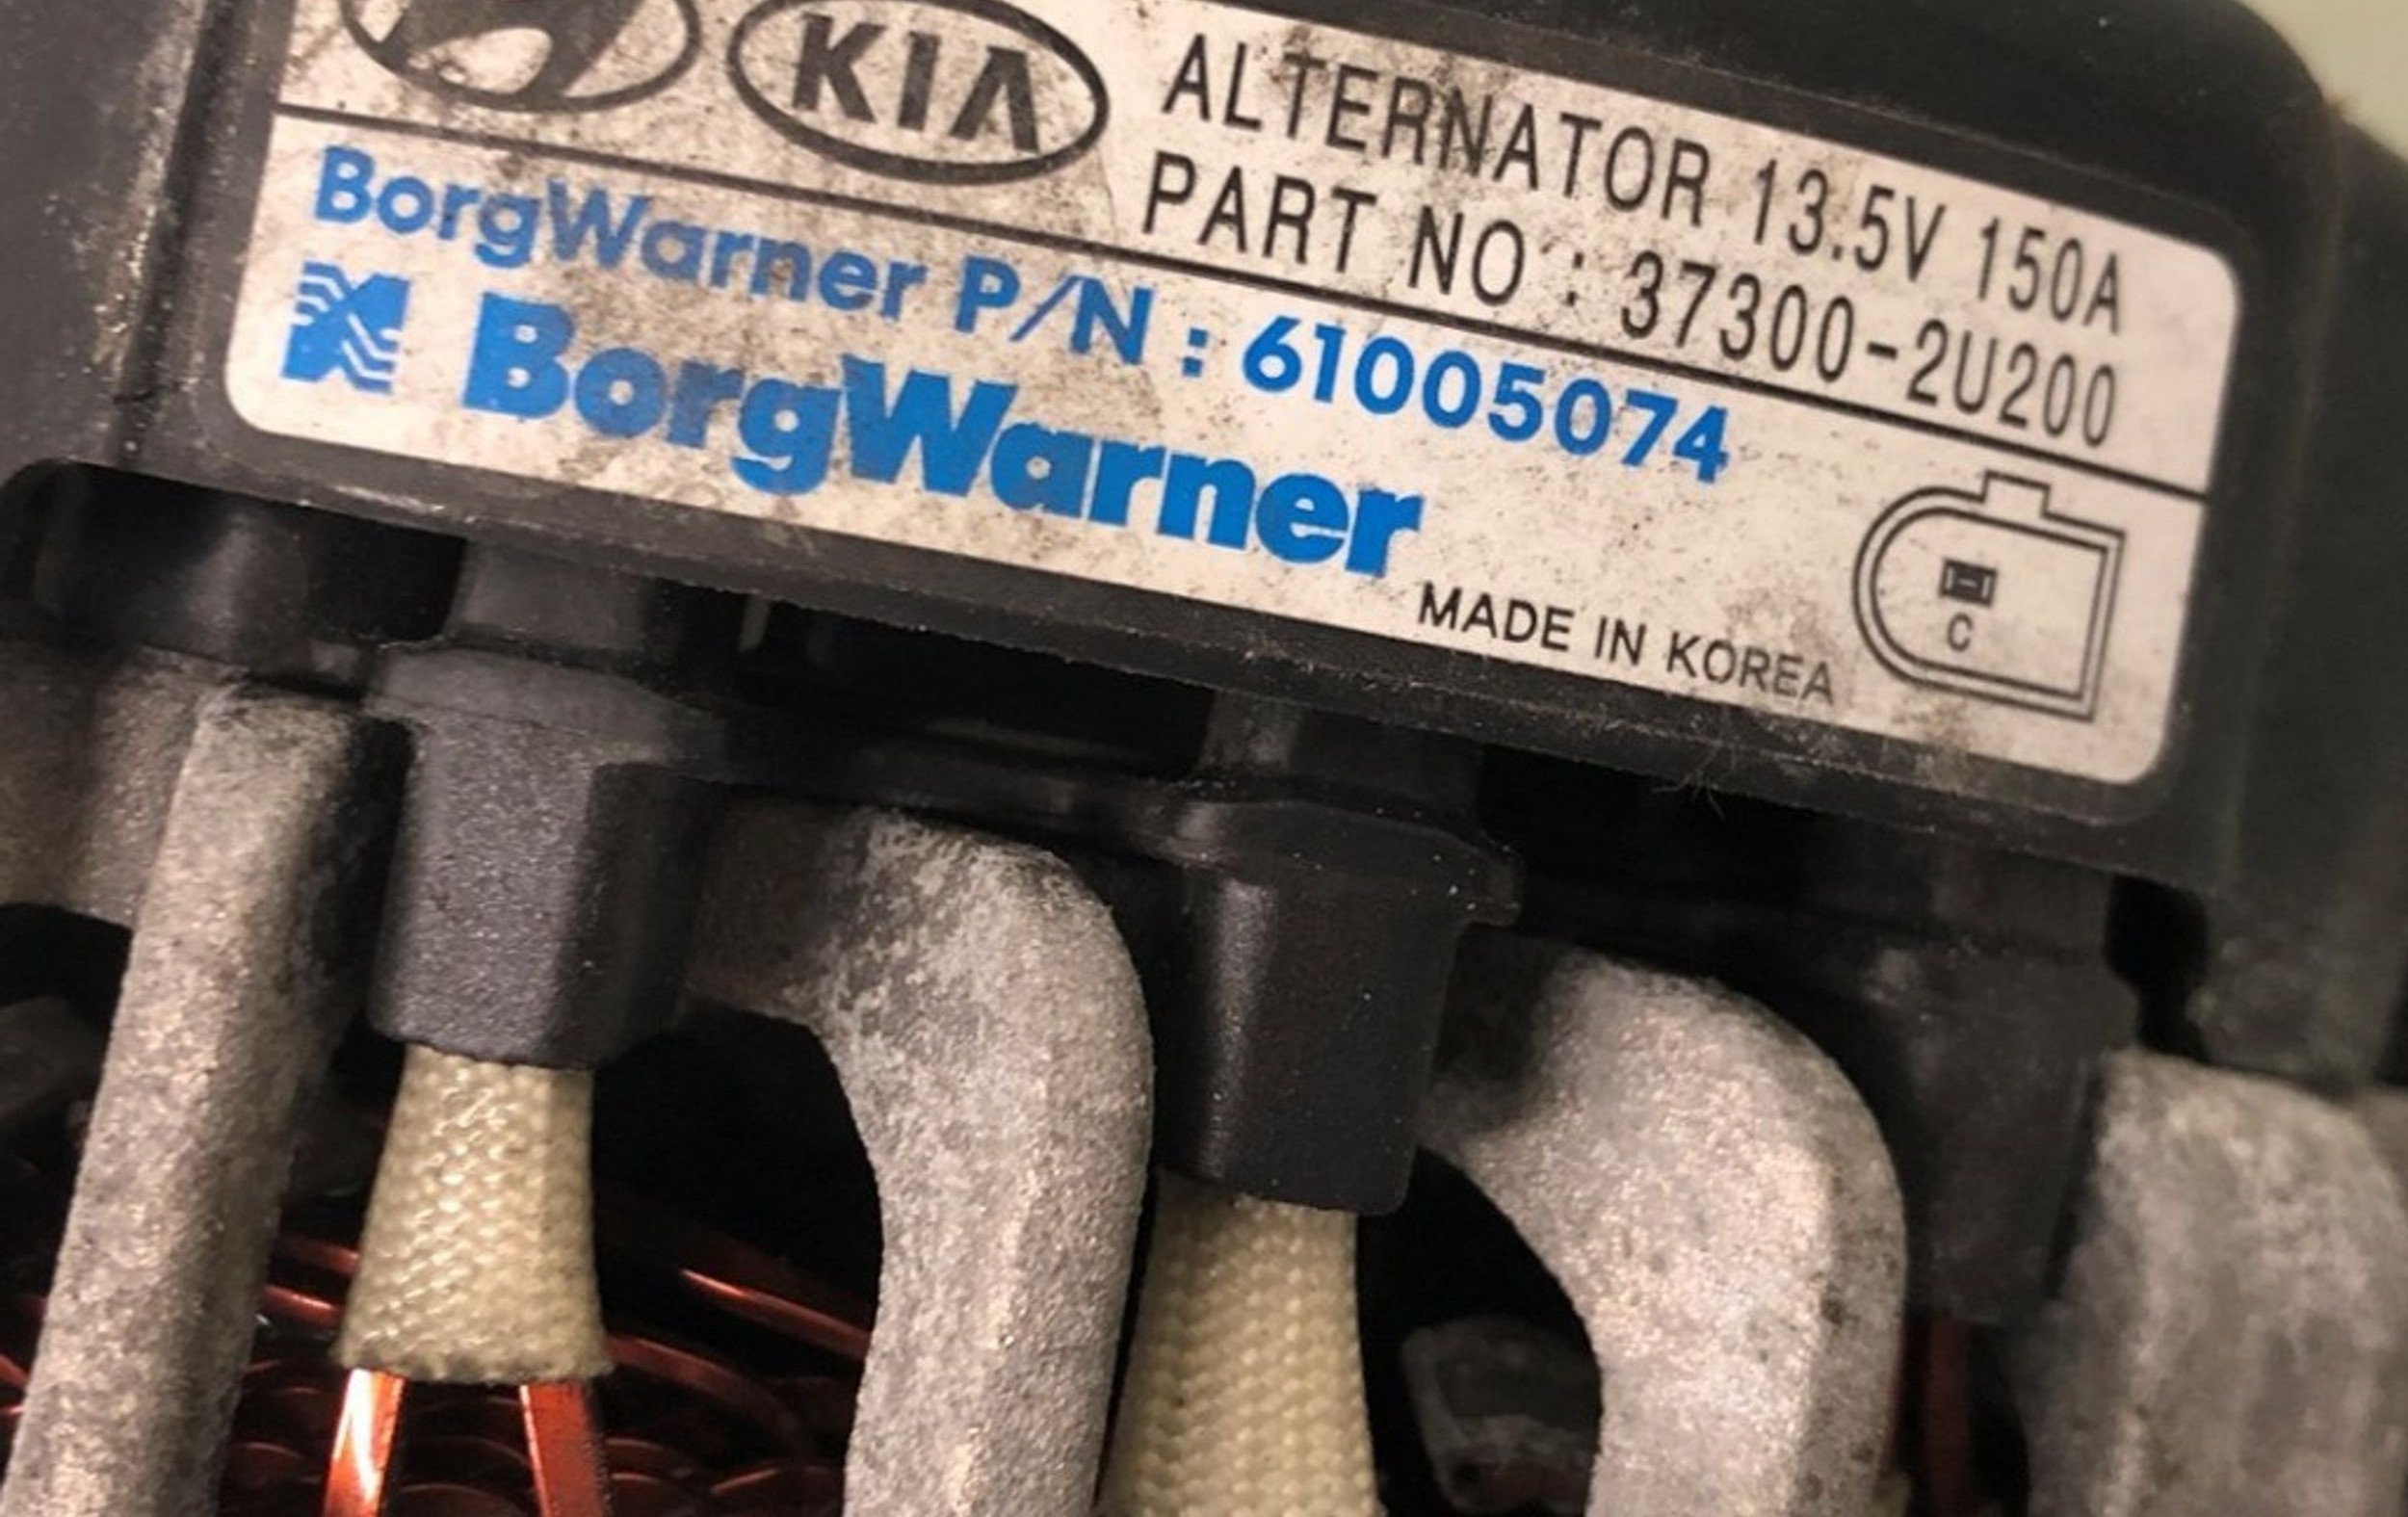 KIA
ALTERNATOR 13.5V 150A
PART NO : 37300-2U200
BorgWarner P/N : 61005074
BorgWarner
MADE IN KOREA
C